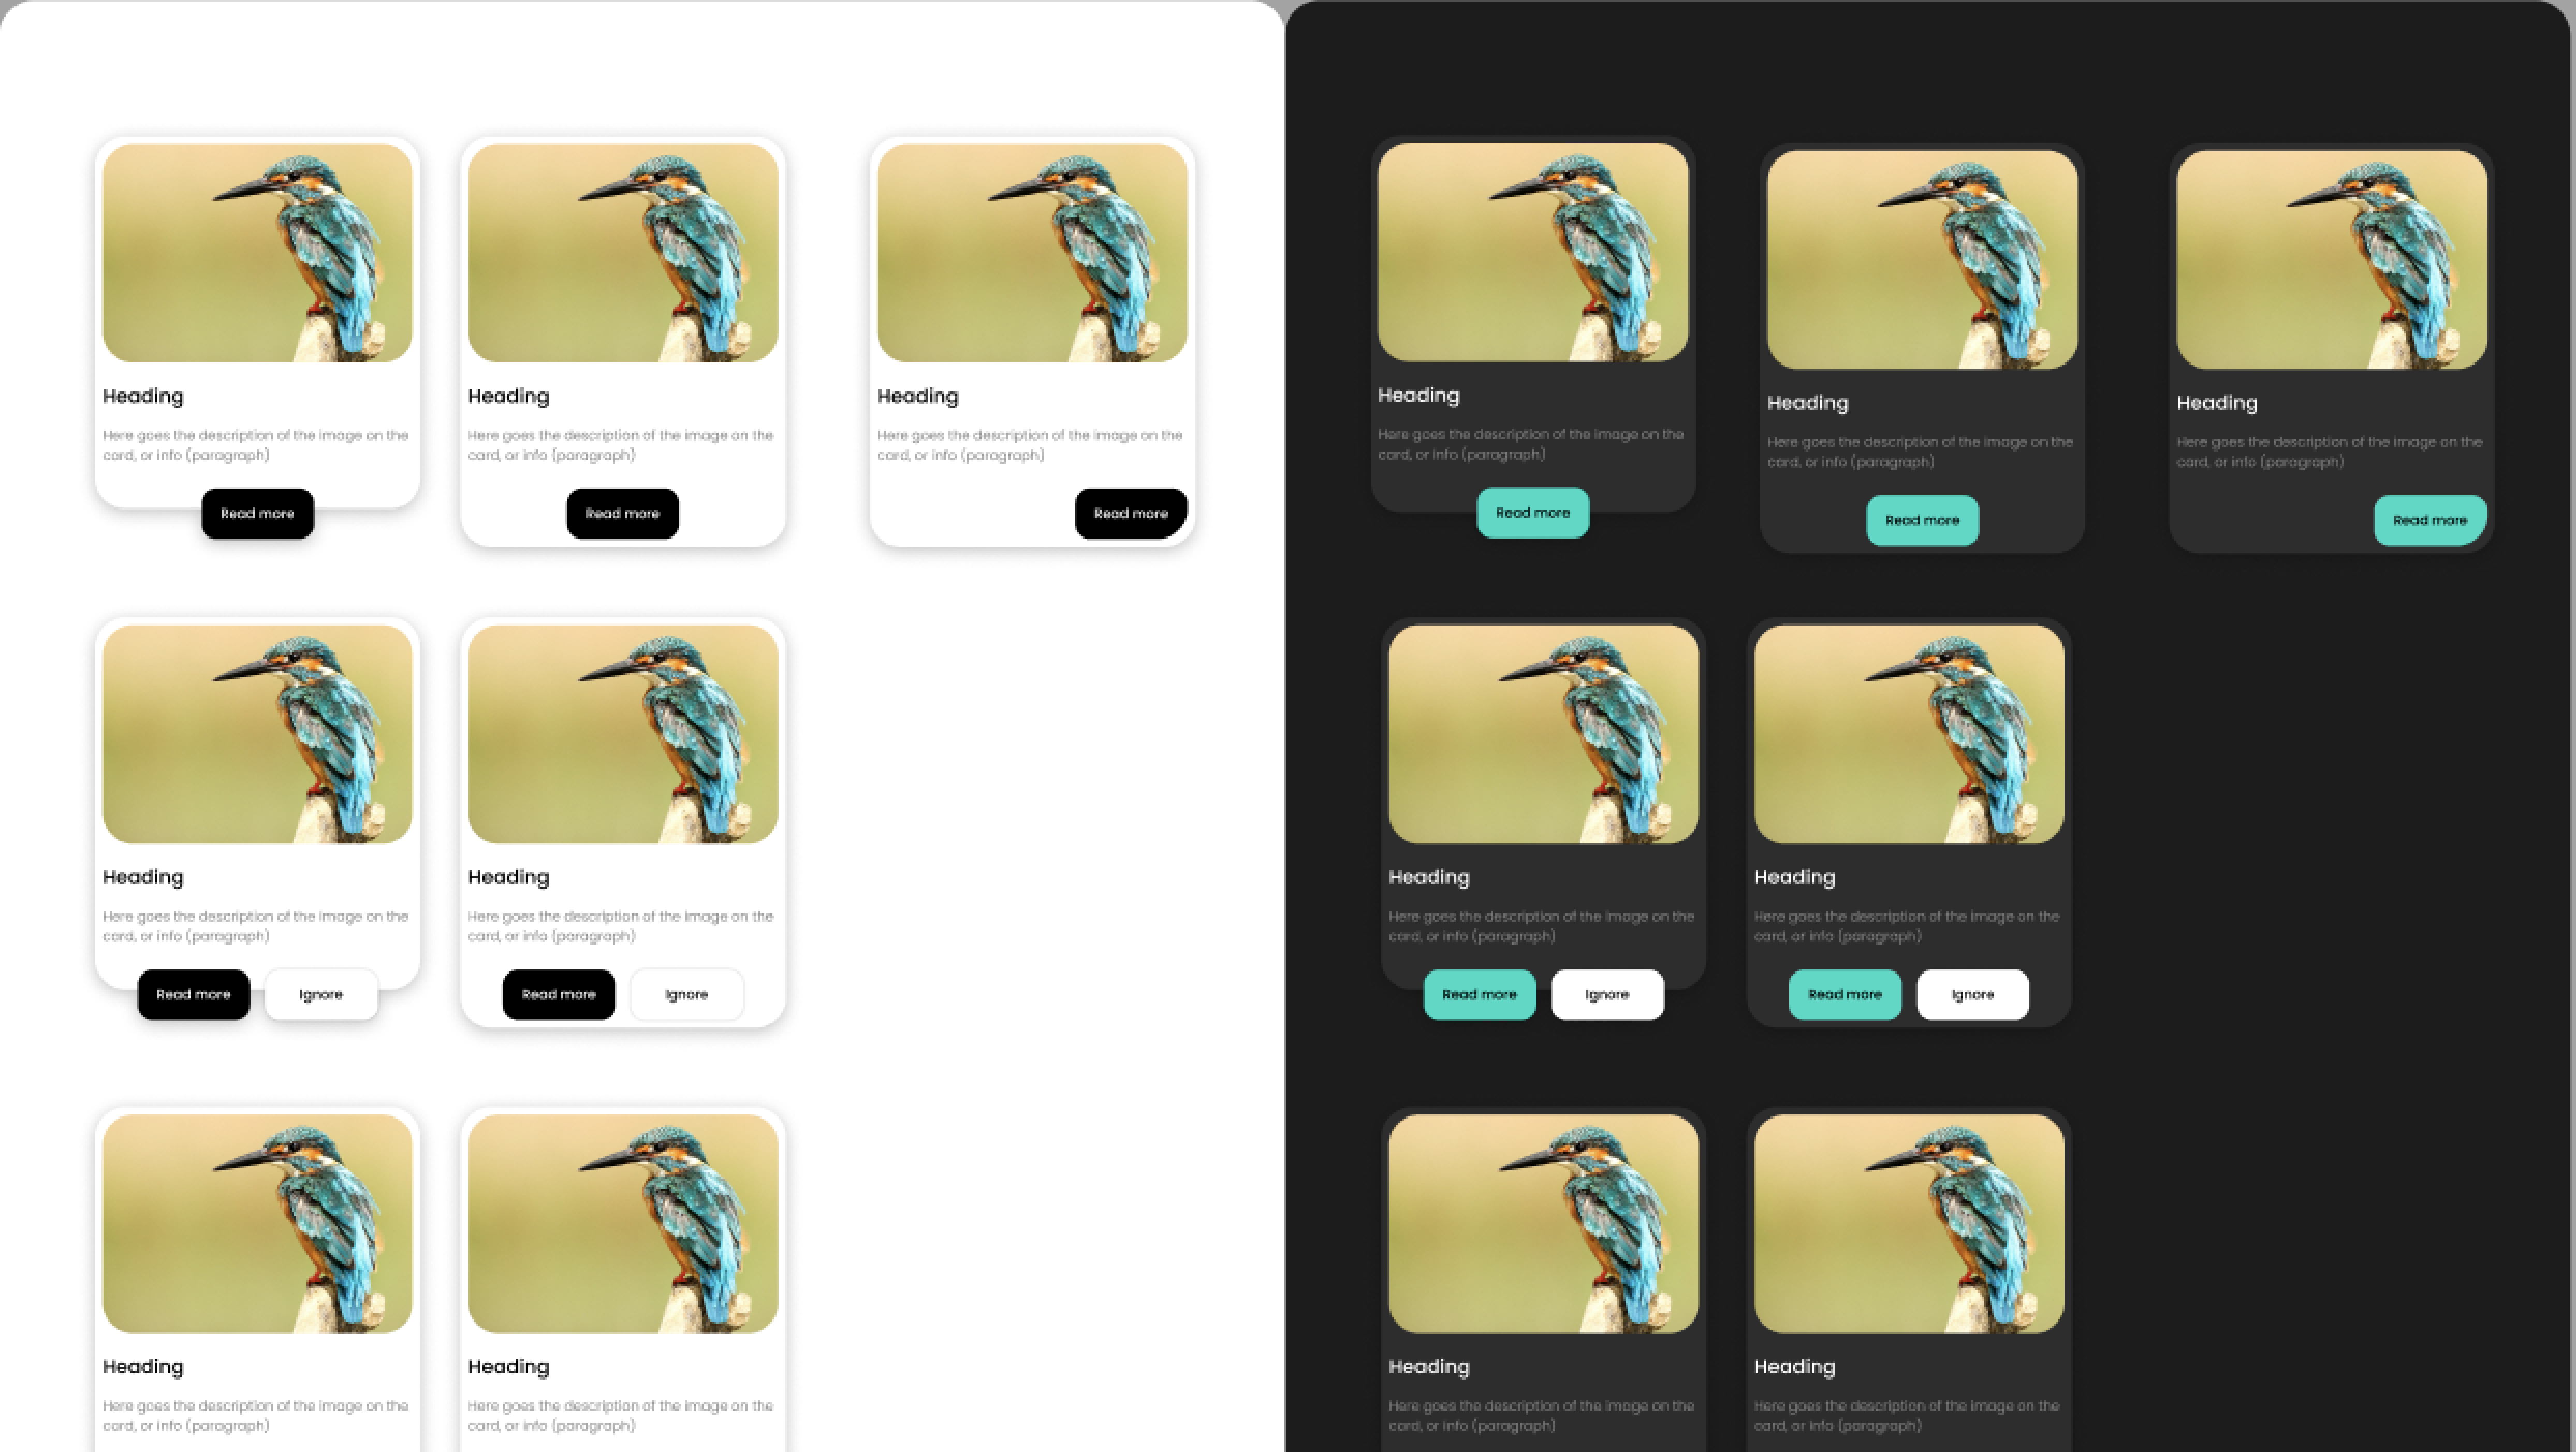 Heading
Here goes the description of the image on the
card, or info (paragraph)
Read more
Heading
Here goes the description of the image on the
card, or info (paragraph)
Read more
Heading
Here goes the description of the image on the
card, or info (paragraph)
Read more
Heading
Here goes the description of the image on the
card, or info (paragraph)
Read more
Heading
Here goes the description of the image on the
card, or info (paragraph)
Read more
Heading
Here goes the description of the image on the
card, or info (paragraph)
Read more
Heading
Here goes the description of the image on the
card, or info (paragraph)
Read more
Ignore
Heading
Here goes the description of the image on the
card, or info (paragraph)
Read more
Ignore
Heading
Here goes the description of the image on the
card, or info (paragraph)
Read more
Ignore
Heading
Here goes the description of the image on the
card, or info (paragraph)
Read more
Ignore
Heading
Here goes the description of the image on the
card, or info (paragraph)
Heading
Here goes the description of the image on the
card, or info (paragraph)
Heading
Here goes the description of the image on the
card, or info (paragraph)
Heading
Here goes the description of the image on the
card, or info (paragraph)